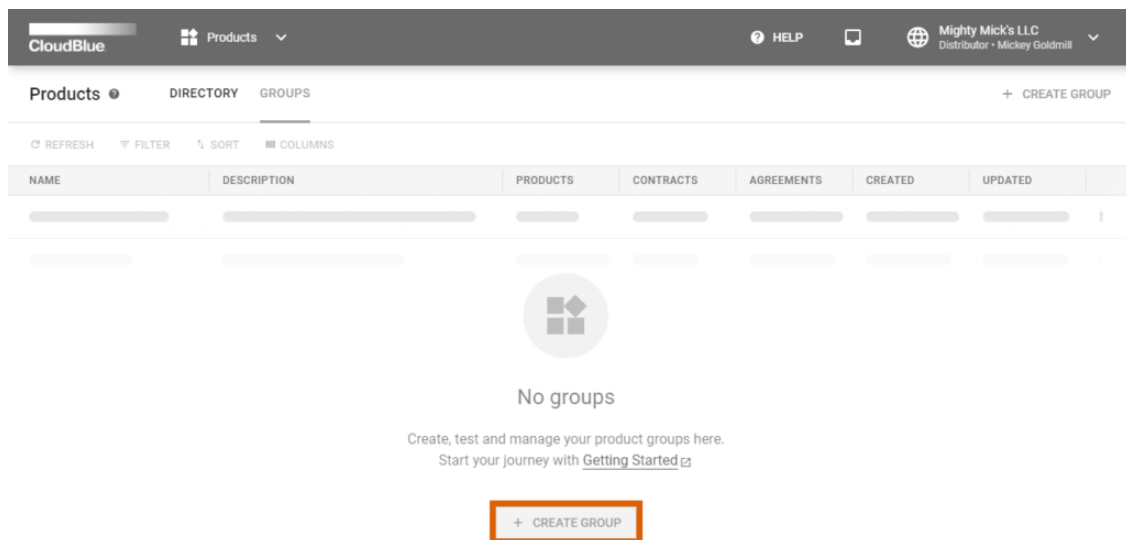 CloudBlue Products HELP Mighty Mick's LLC
Distributor • Mickey Goldmill
Products DIRECTORY GROUPS + CREATE GROUP
REFRESH FILTER SORT COLUMNS
NAME DESCRIPTION PRODUCTS CONTRACTS AGREEMENTS CREATED UPDATED
No groups
Create, test and manage your product groups here.
Start your journey with Getting Started
+ CREATE GROUP